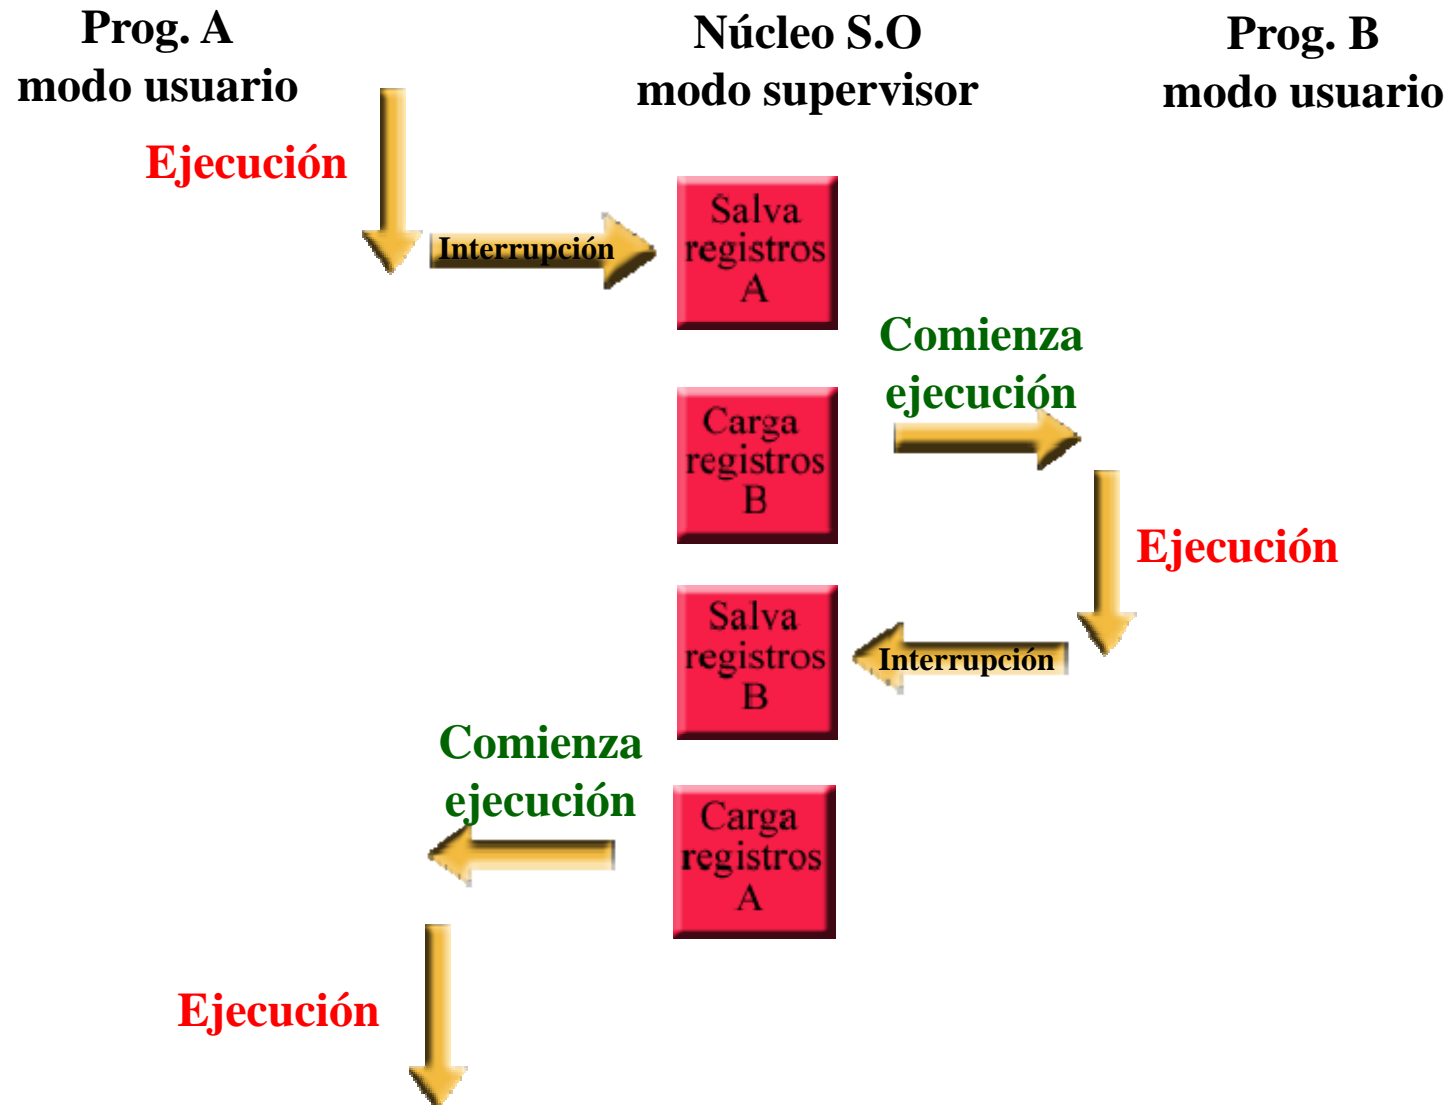 Prog. A
modo usuario
Núcleo S.O
modo supervisor
Prog. B
modo usuario
Ejecución
Interrupción
Salva
registros
A
Comienza
ejecución
Carga
registros
B
Ejecución
Salva
registros
B
Interrupción
Comienza
ejecución
Carga
registros
A
Ejecución